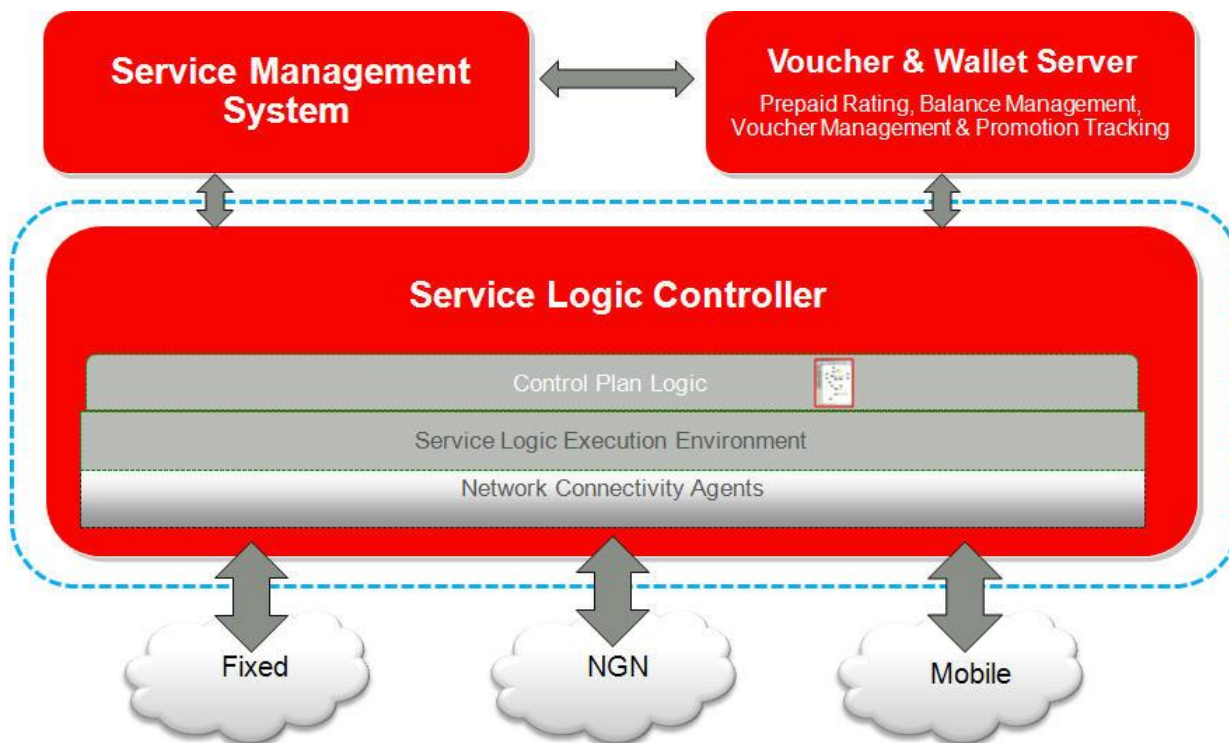 Service Management
System
Voucher & Wallet Server
Prepaid Rating, Balance Management,
Voucher Management & Promotion Tracking
Service Logic Controller
Control Plan Logic
Service Logic Execution Environment
Network Connectivity Agents
Fixed
NGN
Mobile